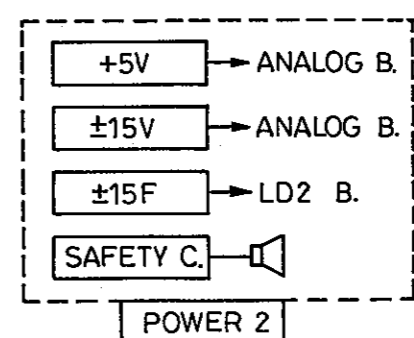 +5V ANALOG B.
±15V ANALOG B.
±15F LD2 B.
SAFETY C.
POWER 2